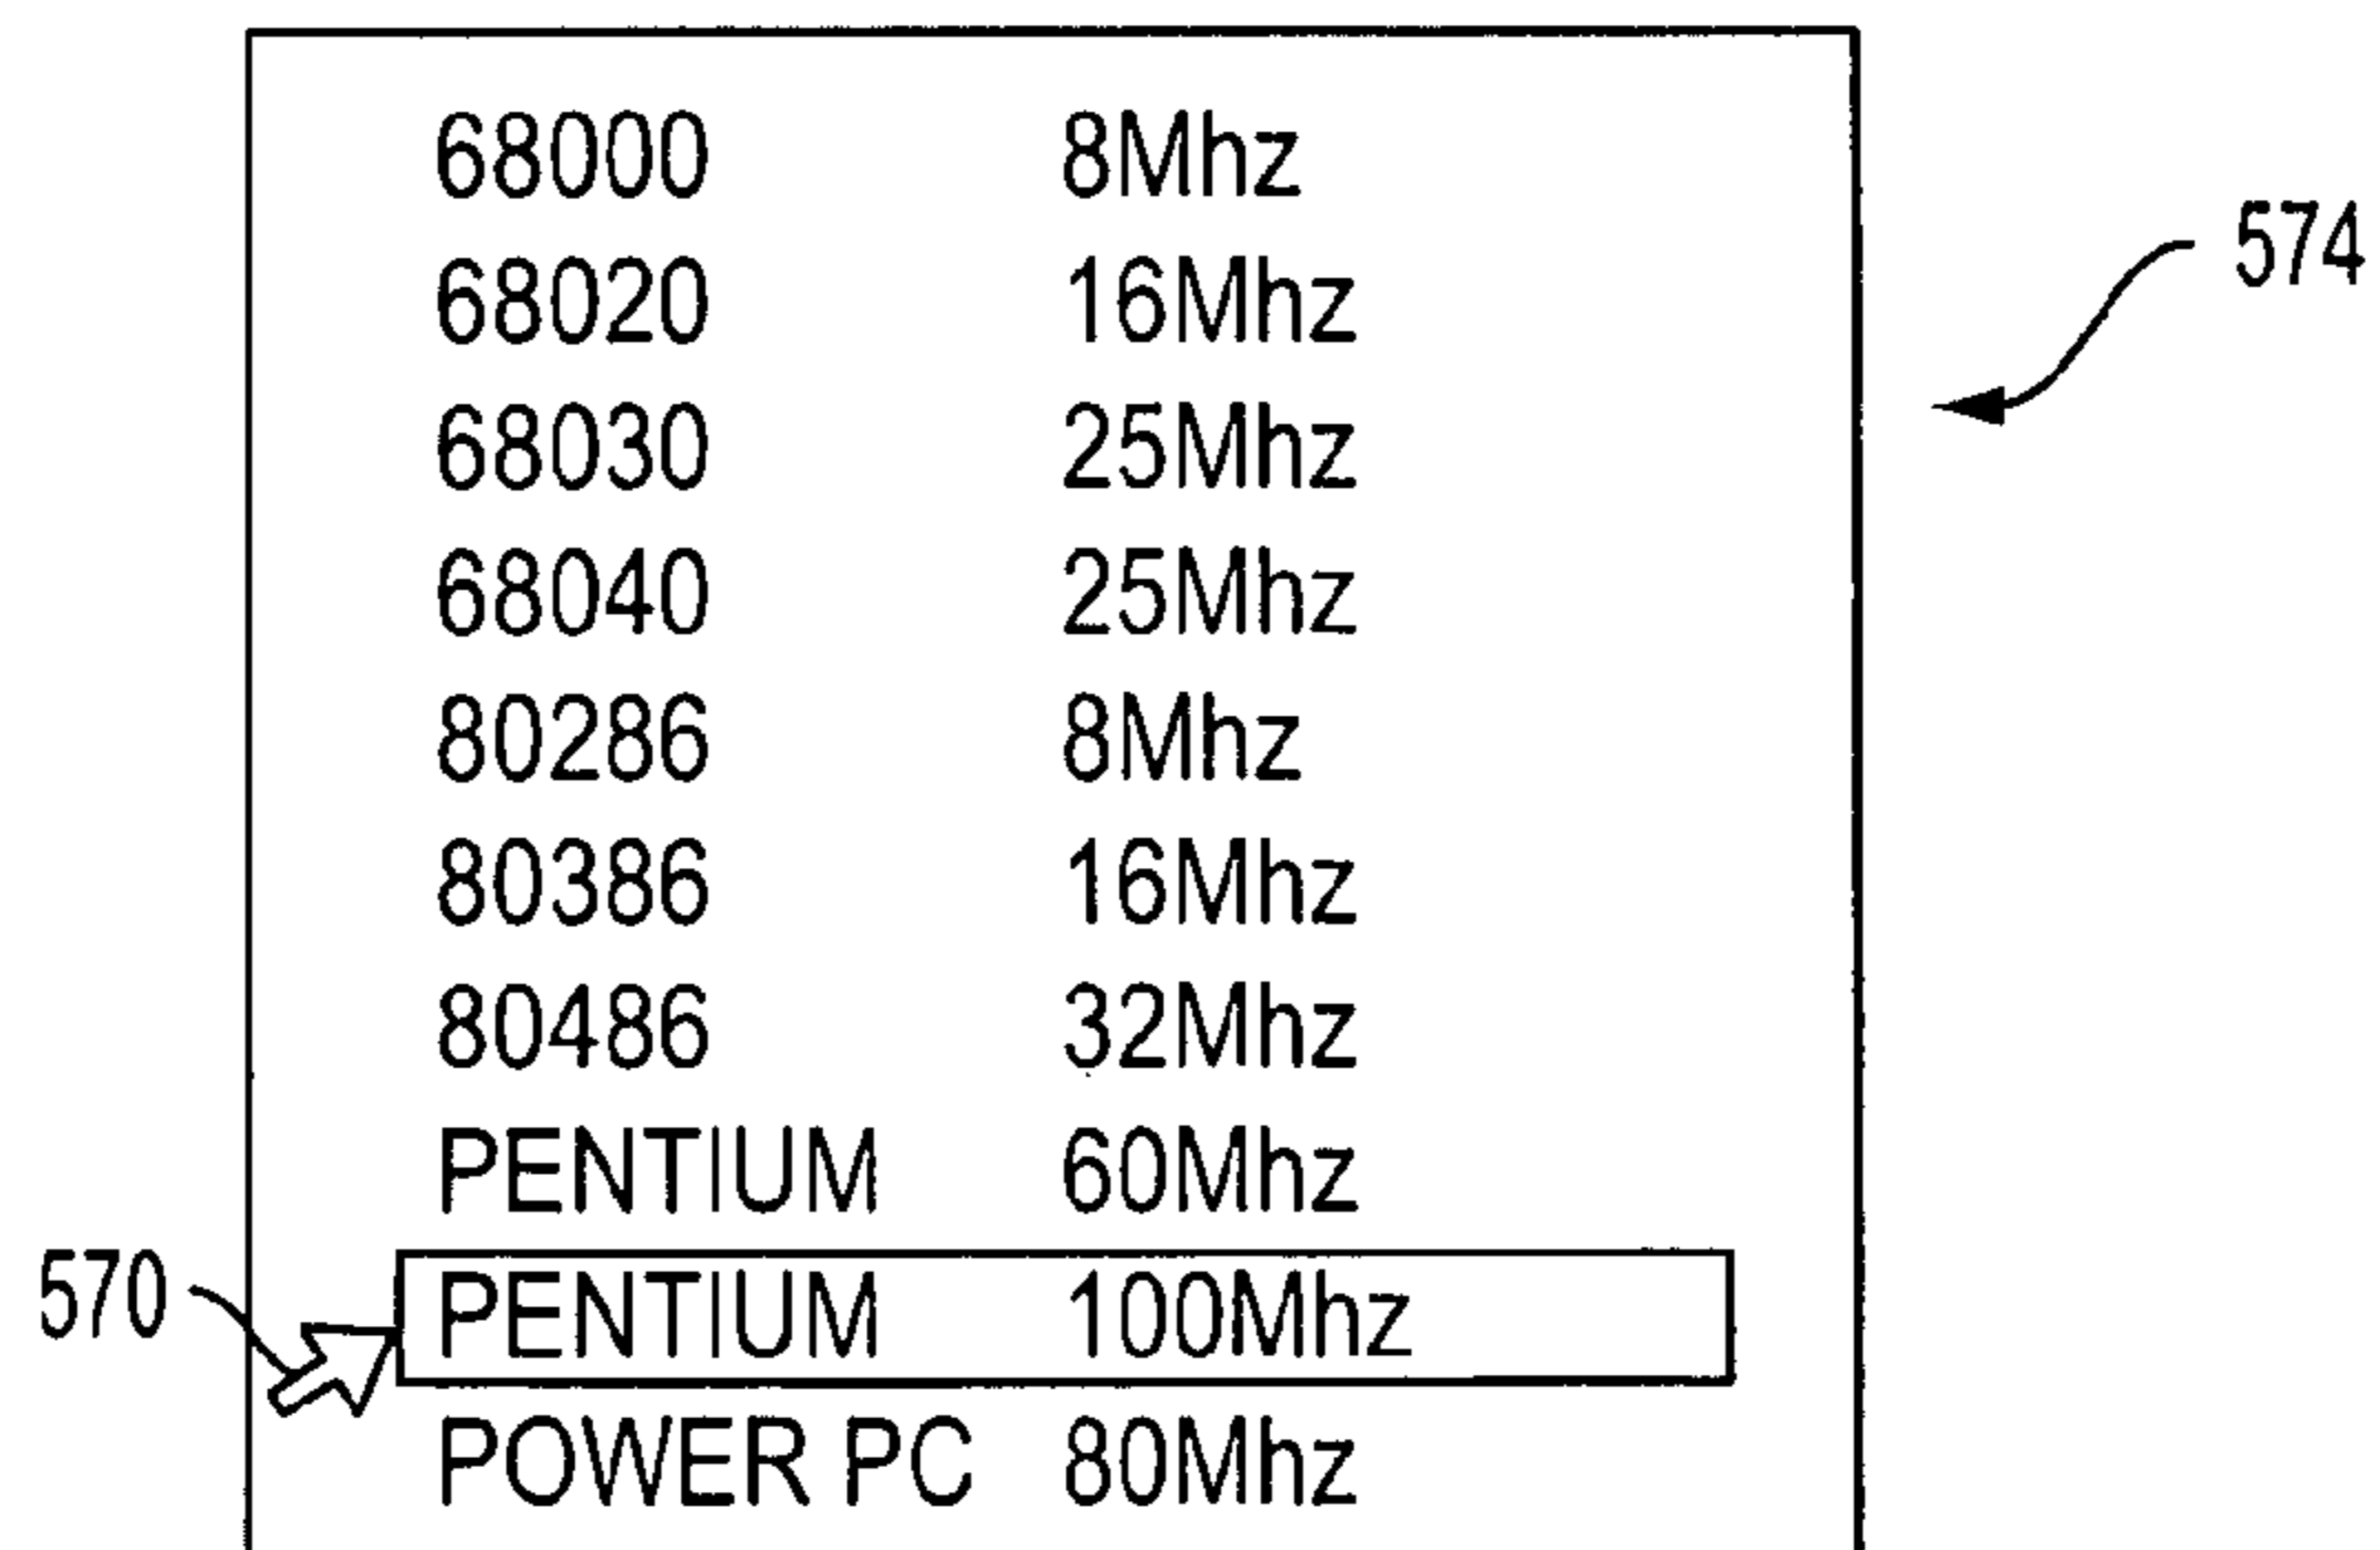 68000 8Mhz
68020 16Mhz
574
68030 25Mhz
68040 25Mhz
80286 8Mhz
80386 16Mhz
80486 32Mhz
PENTIUM 60Mhz
570
PENTIUM 100Mhz
POWER PC 80Mhz